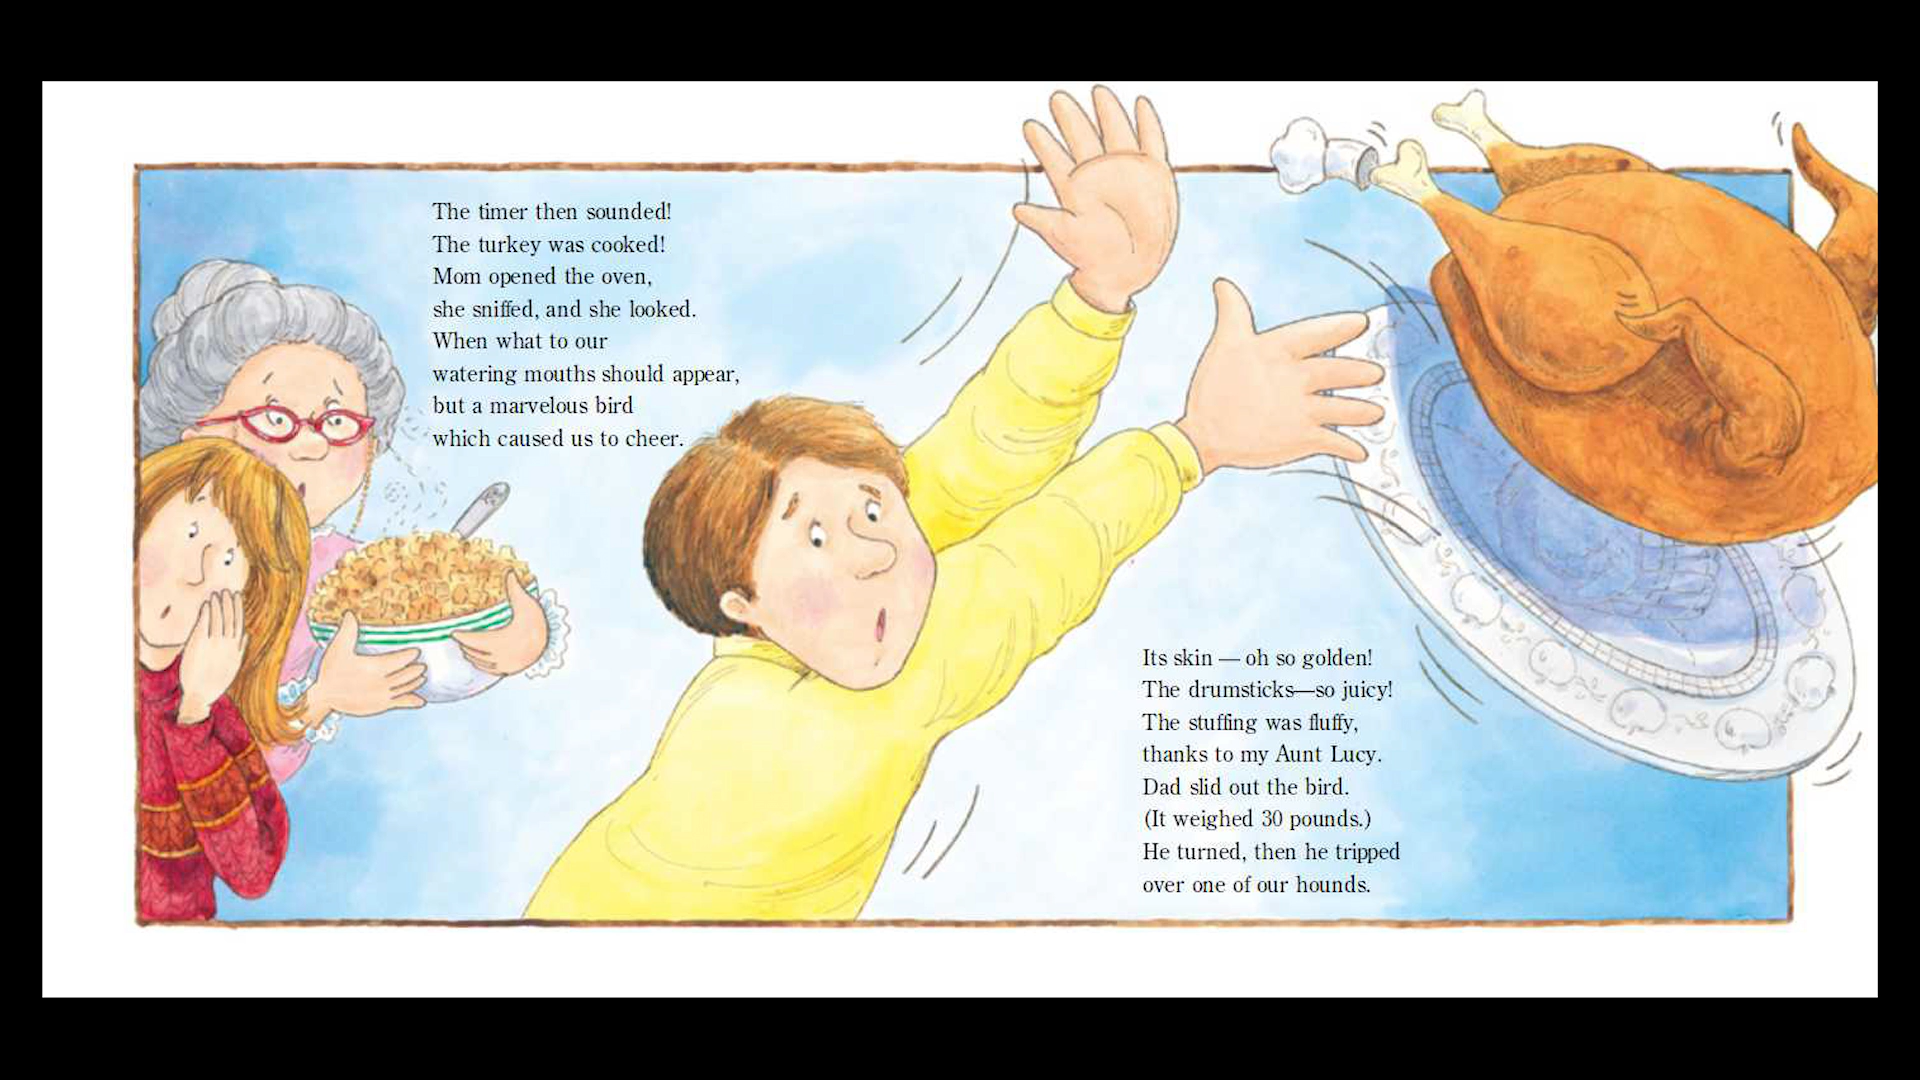 The timer then sounded!
The turkey was cooked!
Mom opened the oven,
she sniffed, and she looked.
When what to our
watering mouths should appear,
but a marvelous bird
which caused us to cheer.
Its skin — oh so golden!
The drumsticks—so juicy!
The stuffing was fluffy,
thanks to my Aunt Lucy.
Dad slid out the bird.
(It weighed 30 pounds.)
He turned, then he tripped
over one of our hounds.